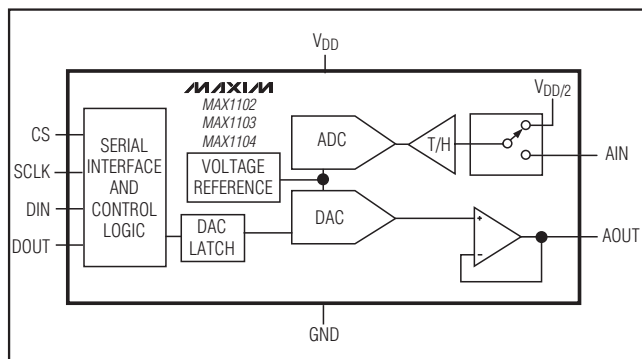 VDD
MAXIM
MAX1102
MAX1103
MAX1104
VDD/2
CS
SCLK
DIN
DOUT
SERIAL
INTERFACE
AND
CONTROL
LOGIC
VOLTAGE
REFERENCE
ADC
T/H
AIN
DAC
LATCH
DAC
+
-
AOUT
GND